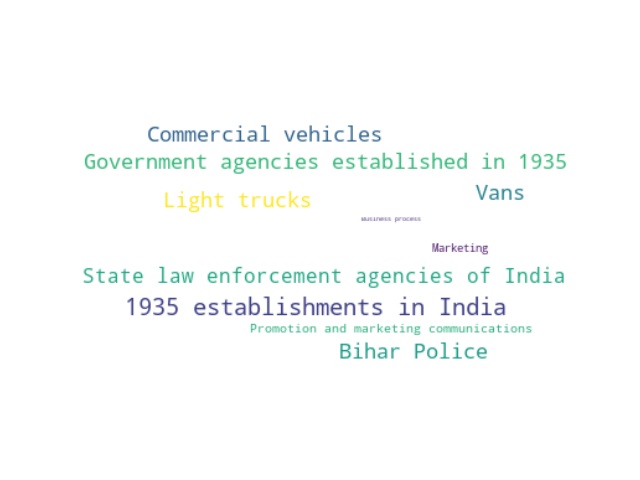 Commercial vehicles
Government agencies established in 1935
Vans
Light trucks
Business process
Marketing
State law enforcement agencies of India
1935 establishments in India
Promotion and marketing communications
Bihar Police